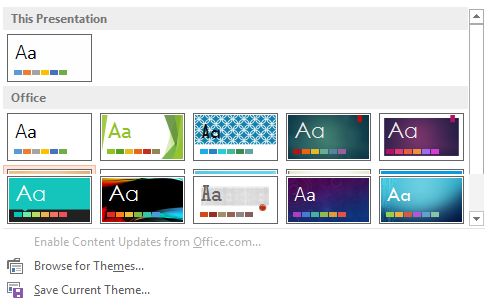 This Presentation
Aa
Office
Aa Aa Aa Aa Aa
Aa Aa Aa Aa Aa
Enable Content Updates from Office.com...
Browse for Themes...
Save Current Theme...